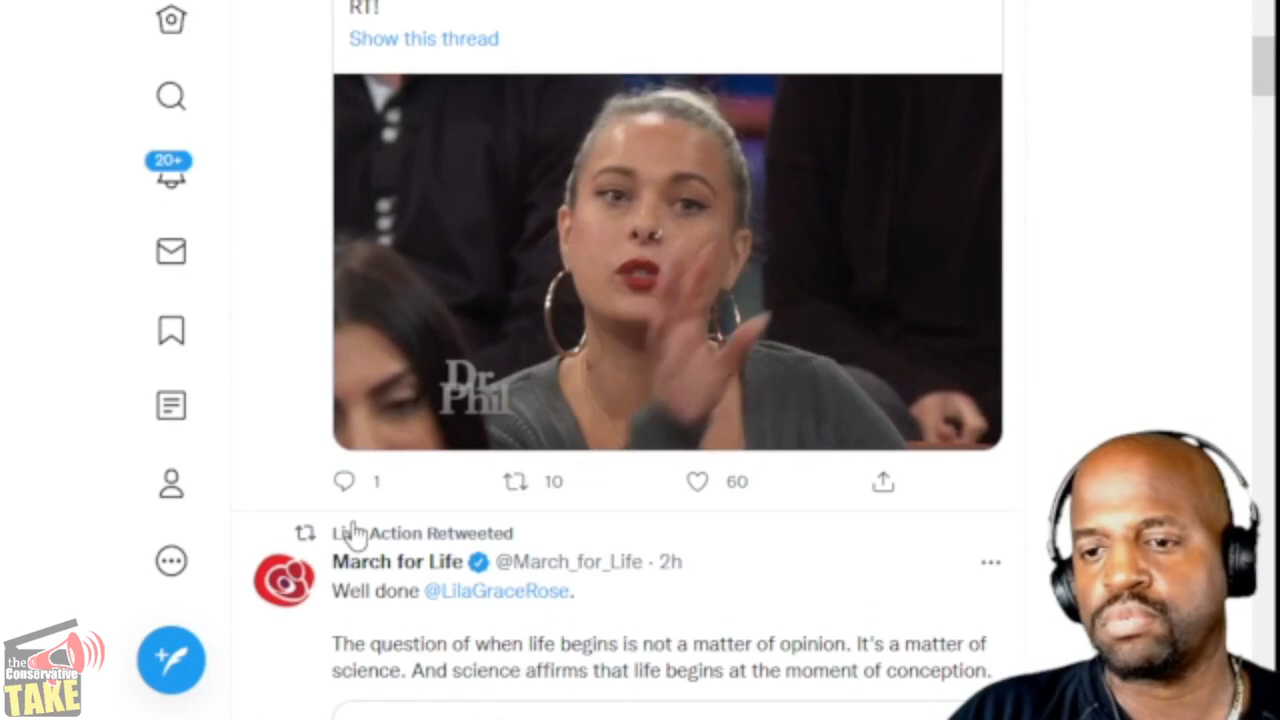 RT!
Show this thread
20+
Dr.
Phil
1
10
60
Action Retweeted
March for Life @March_for_Life · 2h
Well done @LilaGraceRose.
The question of when life begins is not a matter of opinion. It's a matter of
science. And science affirms that life begins at the moment of conception.
the
Conservative
TAKE